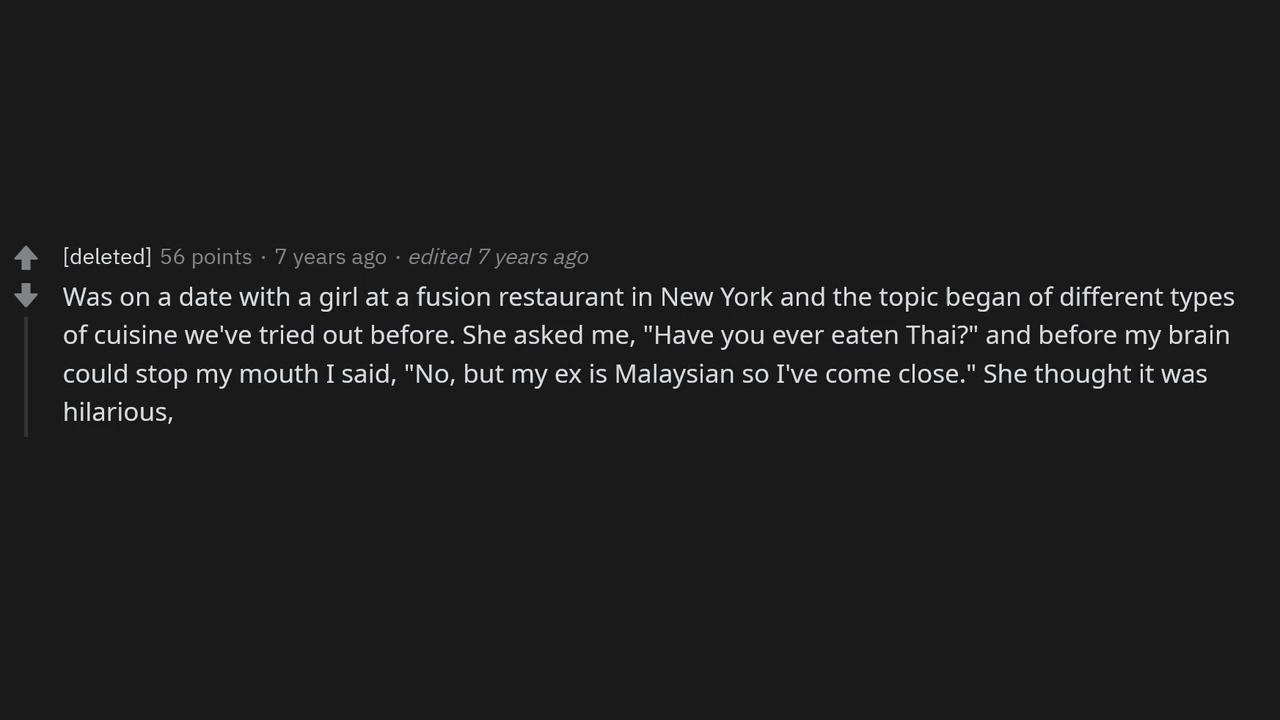 [deleted] 56 points · 7 years ago · edited 7 years ago
Was on a date with a girl at a fusion restaurant in New York and the topic began of different types
of cuisine we've tried out before. She asked me, "Have you ever eaten Thai?" and before my brain
could stop my mouth I said, "No, but my ex is Malaysian so I've come close." She thought it was
hilarious,